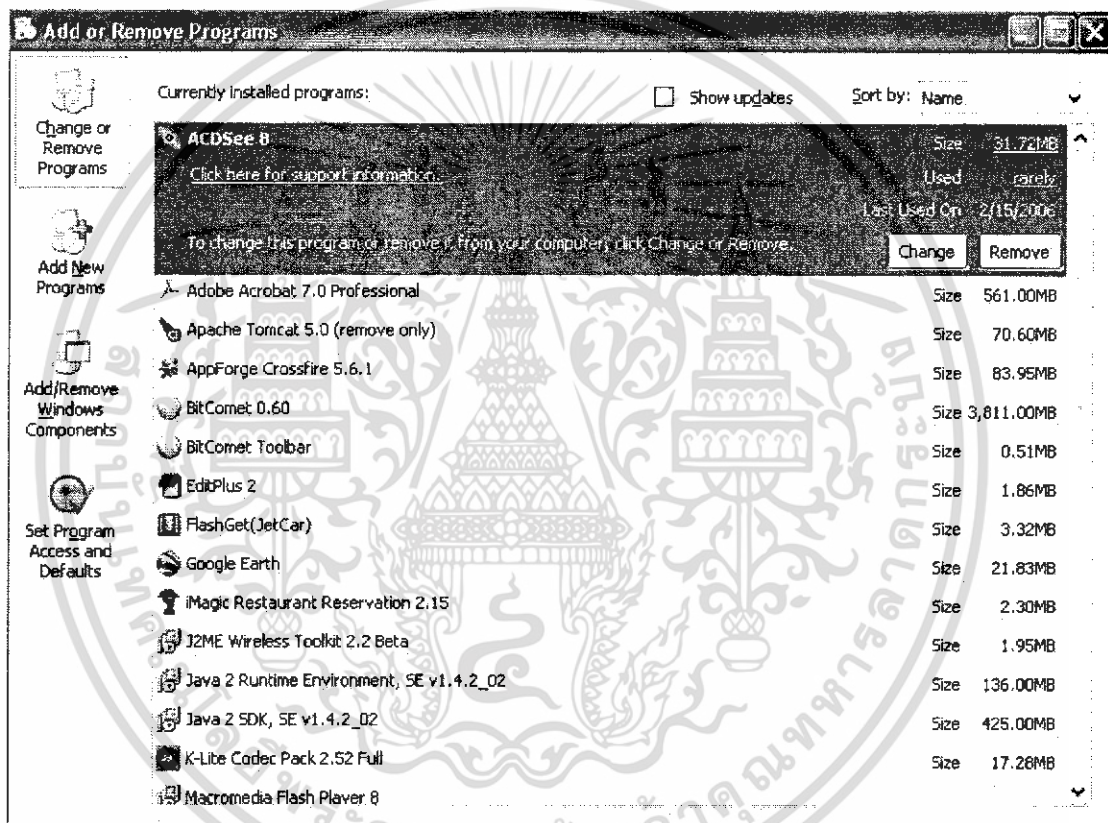 Add or Remove Programs
Change or
Remove
Programs
Add New
Programs
Add/Remove
Windows
Components
Set Program
Access and
Defaults
Currently installed programs:
Show updates
Sort by: Name
ACDSee 8
Size 31.72MB
Click here for support information.
Used rarely
Last Used On 2/15/2006
To change this program or remove it from your computer, click Change or Remove.
Change Remove
Adobe Acrobat 7.0 Professional Size 561.00MB
Apache Tomcat 5.0 (remove only) Size 70.60MB
AppForge Crossfire 5.6.1 Size 83.95MB
BitComet 0.60 Size 3,811.00MB
BitComet Toolbar Size 0.51MB
EditPlus 2 Size 1.86MB
FlashGet(JetCar) Size 3.32MB
Google Earth Size 21.83MB
iMagic Restaurant Reservation 2.15 Size 2.30MB
J2ME Wireless Toolkit 2.2 Beta Size 1.95MB
Java 2 Runtime Environment, SE v1.4.2_02 Size 136.00MB
Java 2 SDK, SE v1.4.2_02 Size 425.00MB
K-Lite Codec Pack 2.52 Full Size 17.28MB
Macromedia Flash Player 8